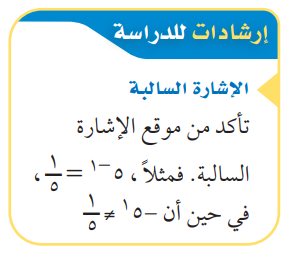 إرشادات للدراسة
الإشارة السالبة
تأكد من موقع الإشارة
السالبة. فمثلاً، ٥⁻¹ = ١/٥ ،
في حين أن -٥¹ ≠ ١/٥